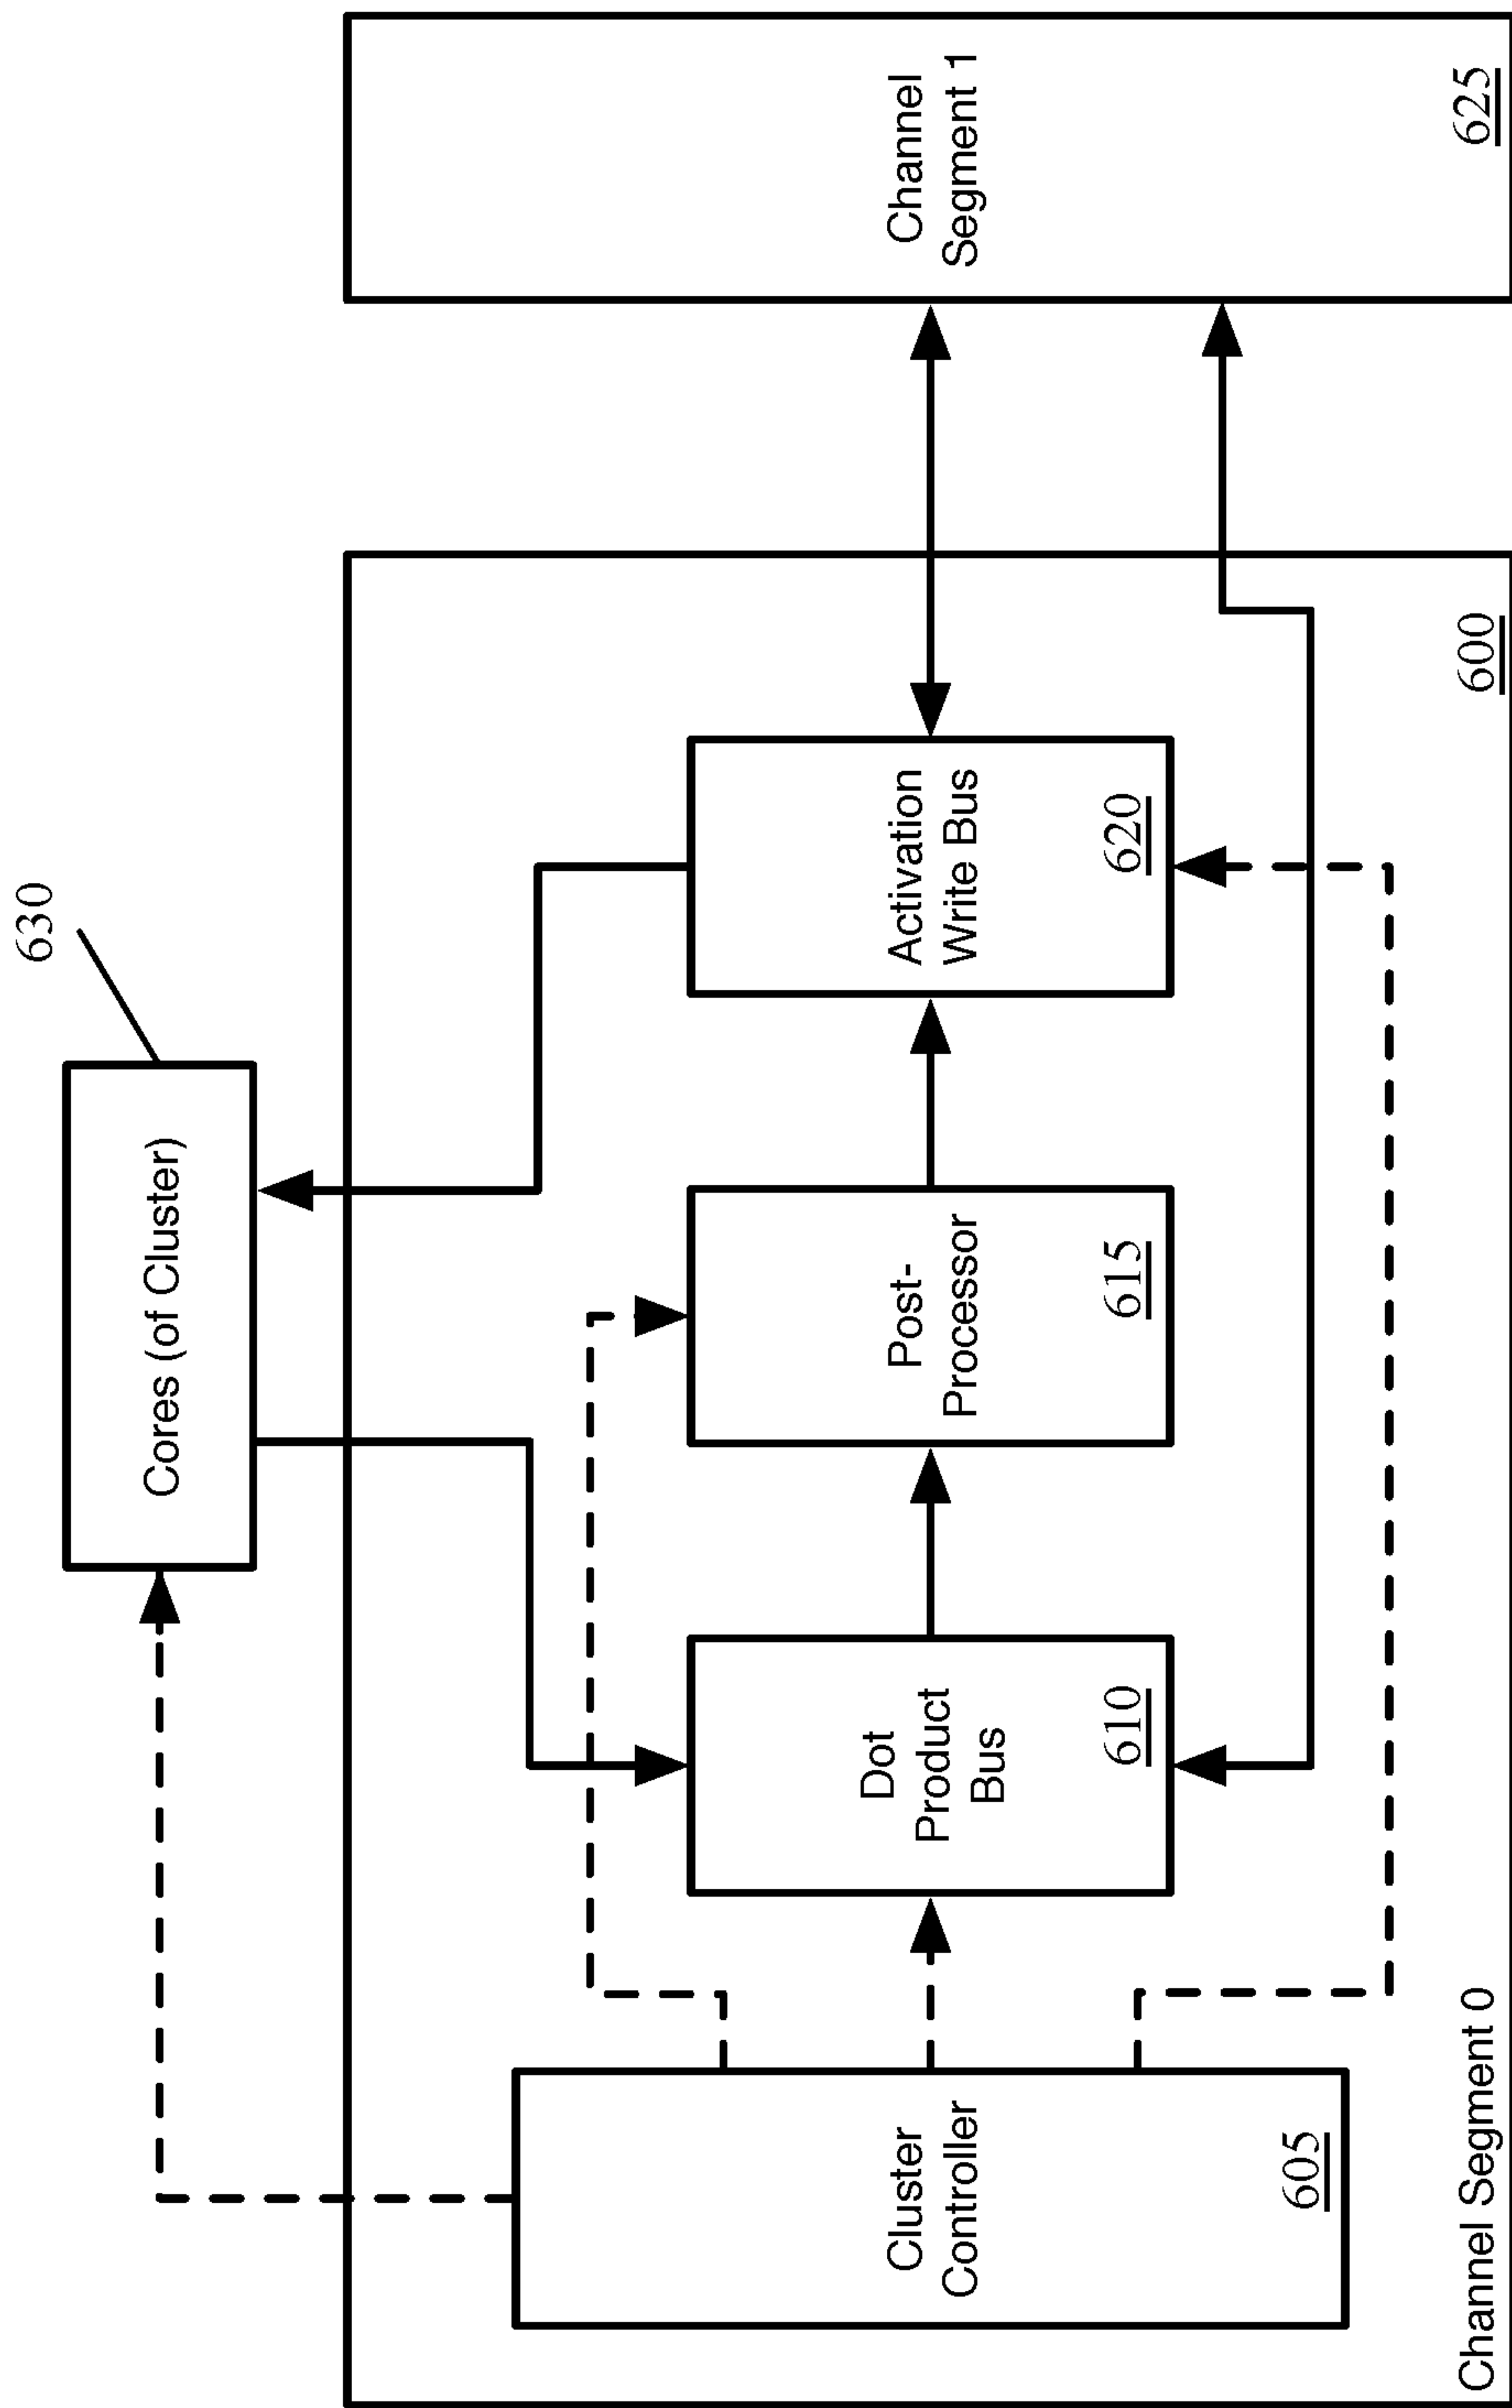 630
Cores (of Cluster)
Cluster
Controller
605
Dot
Product
Bus
610
Post-
Processor
615
Activation
Write Bus
620
Channel
Segment 1
625
Channel Segment 0
600